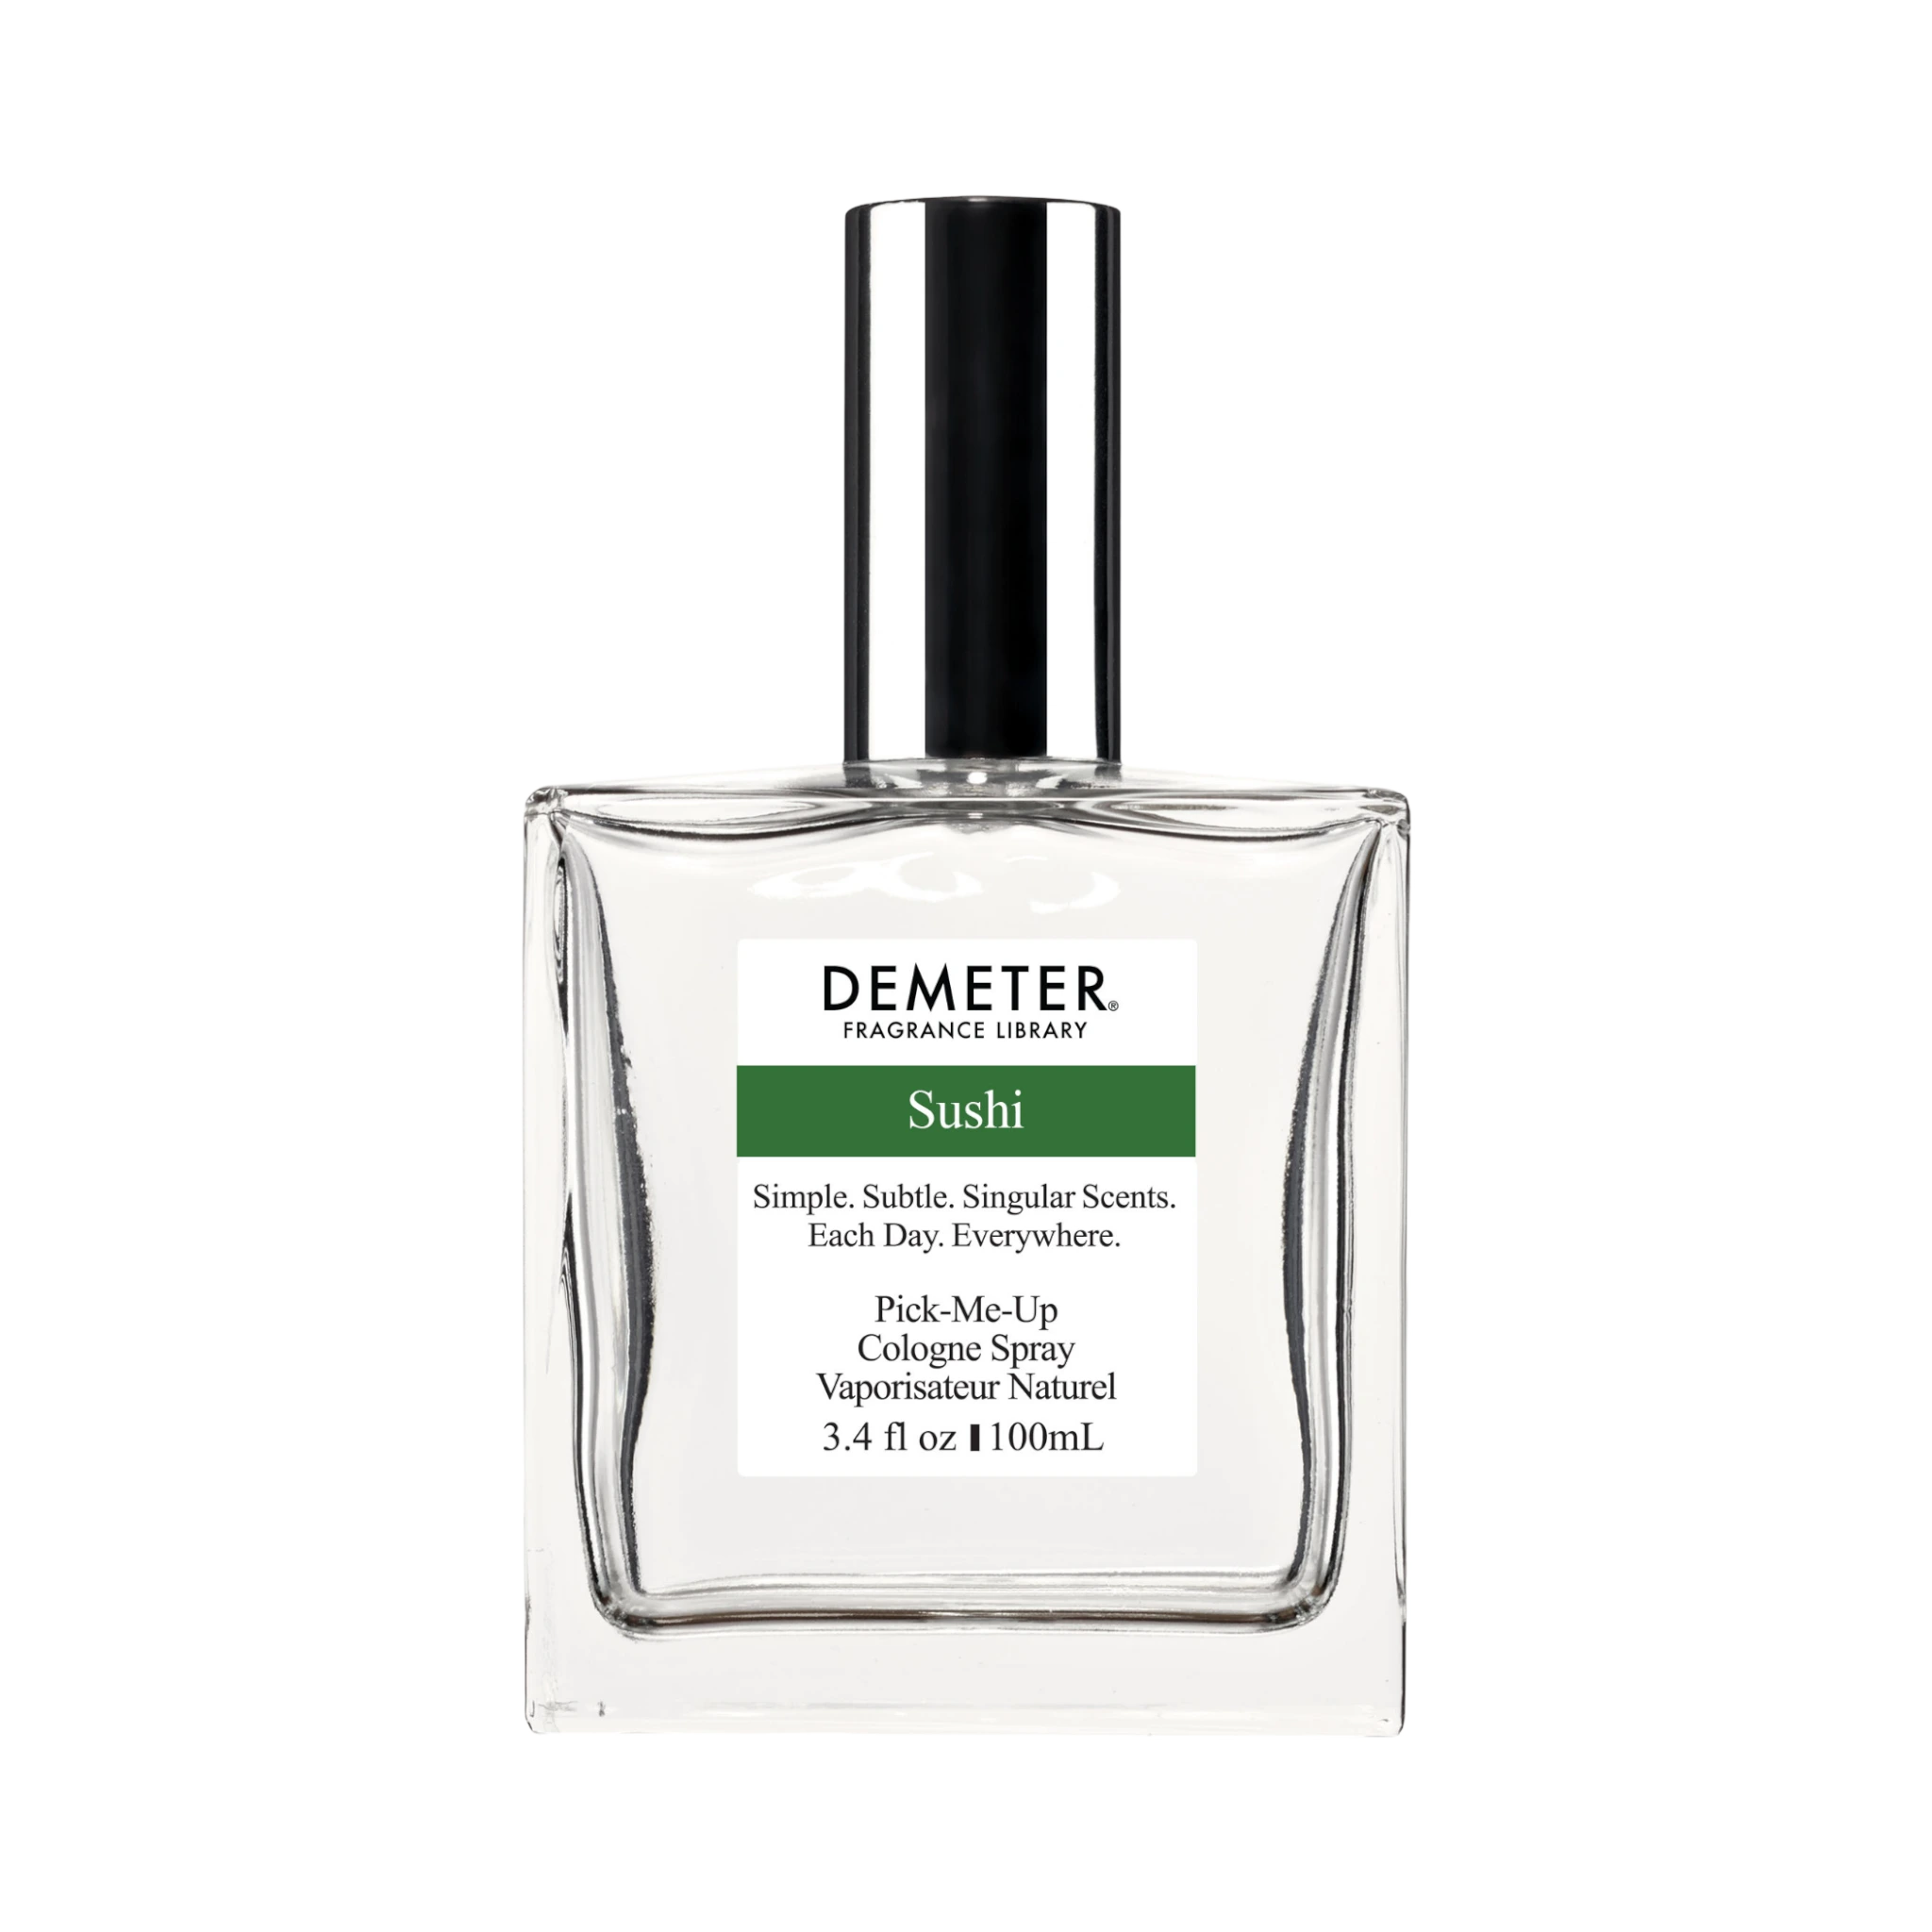 DEMETER®
FRAGRANCE LIBRARY
Sushi
Simple. Subtle. Singular Scents.
Each Day. Everywhere.
Pick-Me-Up
Cologne Spray
Vaporisateur Naturel
3.4 fl oz ▮ 100mL